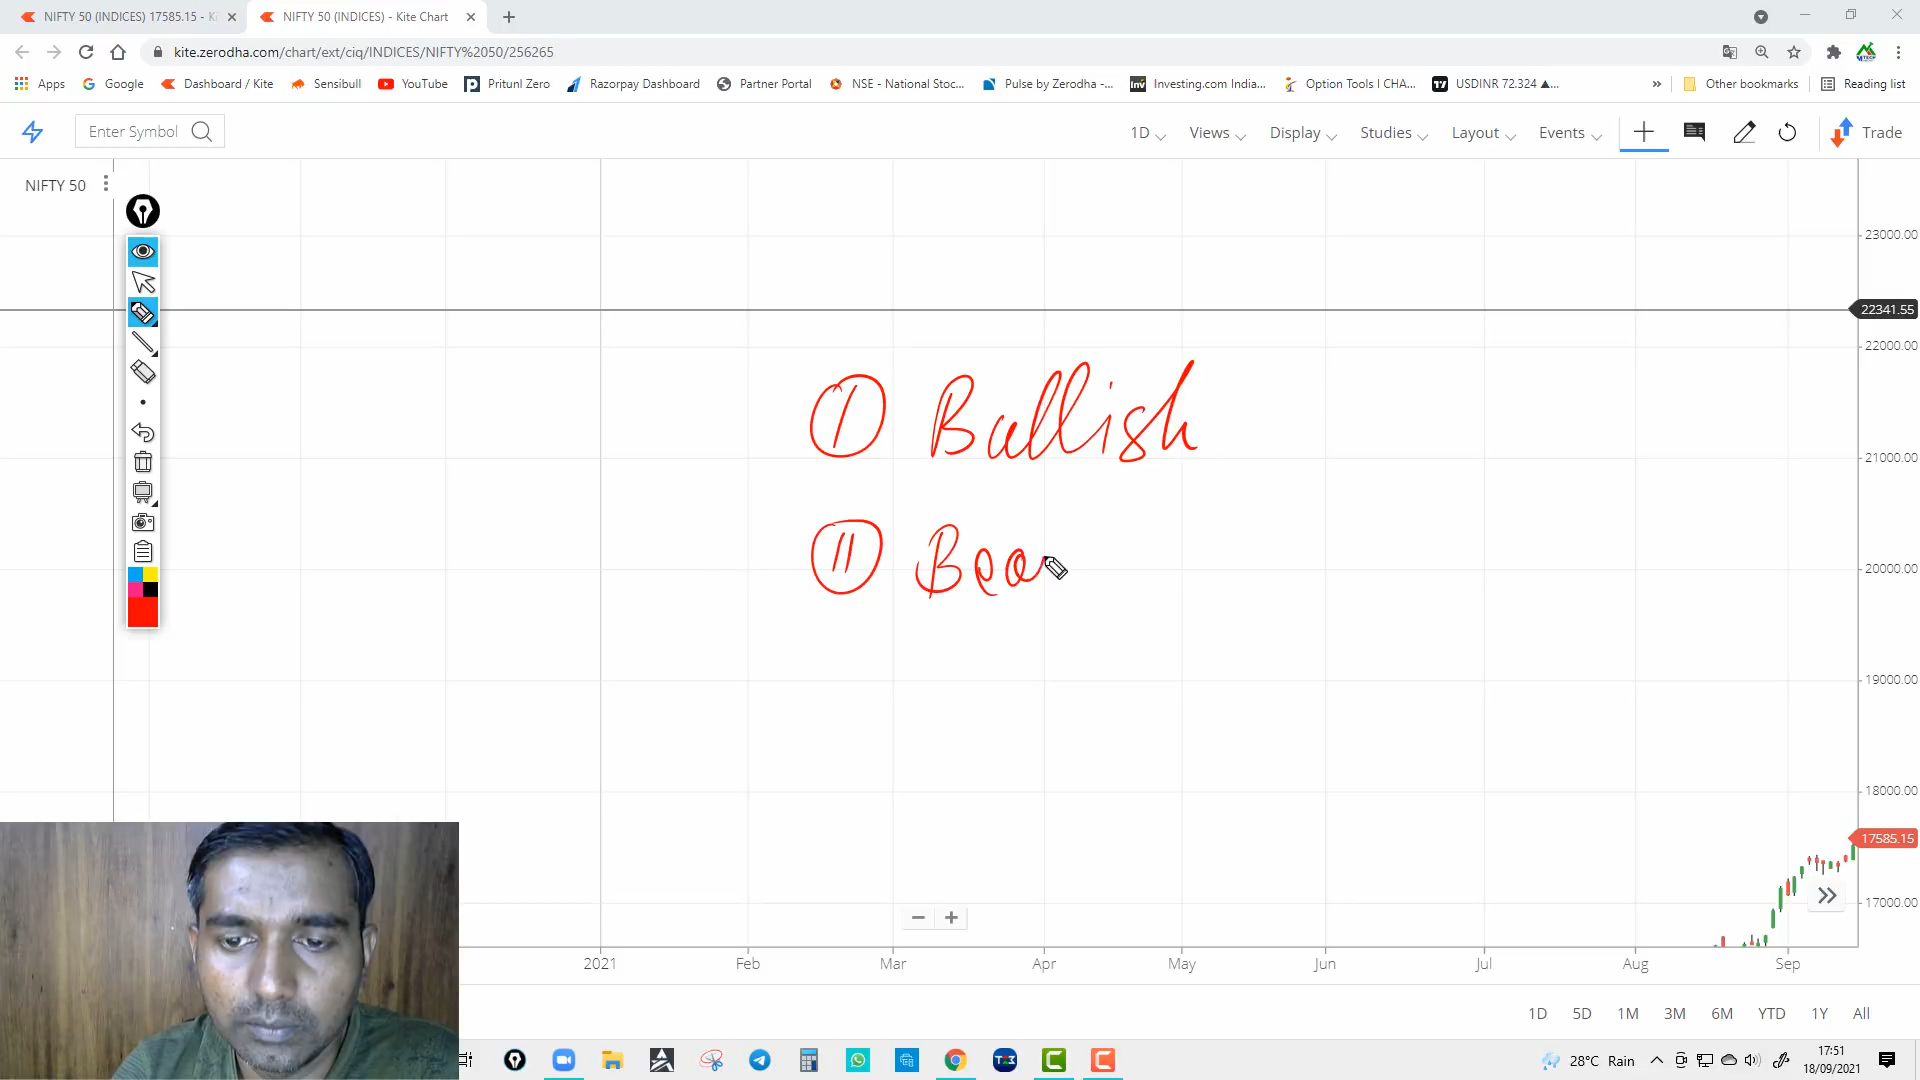 NIFTY 50 (INDICES) 17585.15 - Ki
NIFTY 50 (INDICES) - Kite Chart
kite.zerodha.com/chart/ext/ciq/INDICES/NIFTY%2050/256265
Apps Google Dashboard / Kite Sensibull YouTube Pritunl Zero Razorpay Dashboard Partner Portal NSE - National Stoc... Pulse by Zerodha -... Investing.com India... Option Tools I CHA... USDINR 72.324 ▲... » Other bookmarks Reading list
Enter Symbol 1D Views Display Studies Layout Events Trade
NIFTY 50
23000.00
22341.55
22000.00
I Bullish
21000.00
II Bea
20000.00
19000.00
18000.00
17585.15
17000.00
2021 Feb Mar Apr May Jun Jul Aug Sep
1D 5D 1M 3M 6M YTD 1Y All
28°C Rain
17:51
18/09/2021